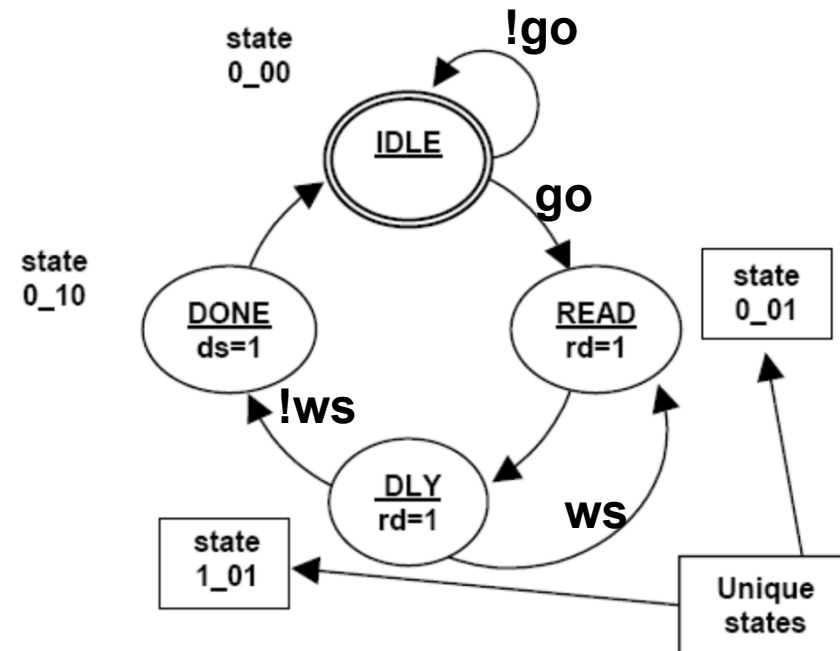 !go
state
0_00
IDLE
go
state
0_01
state
0_10
DONE
ds=1
READ
rd=1
!ws
DLY
rd=1
ws
state
1_01
Unique
states